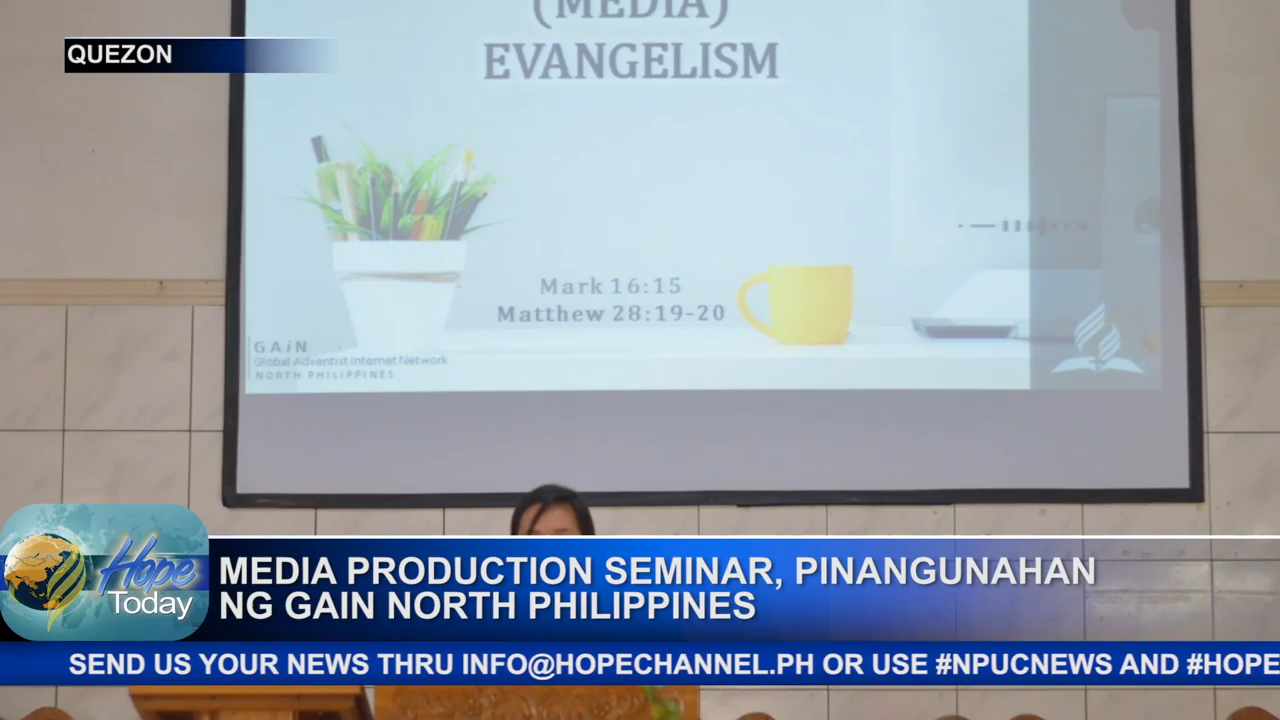 QUEZON
(MEDIA)
EVANGELISM
Mark 16:15
Matthew 28:19-20
GAiN
Global Adventist Internet Network
NORTH PHILIPPINES
Hope
Today
MEDIA PRODUCTION SEMINAR, PINANGUNAHAN
NG GAIN NORTH PHILIPPINES
SEND US YOUR NEWS THRU INFO@HOPECHANNEL.PH OR USE #NPUCNEWS AND #HOPE